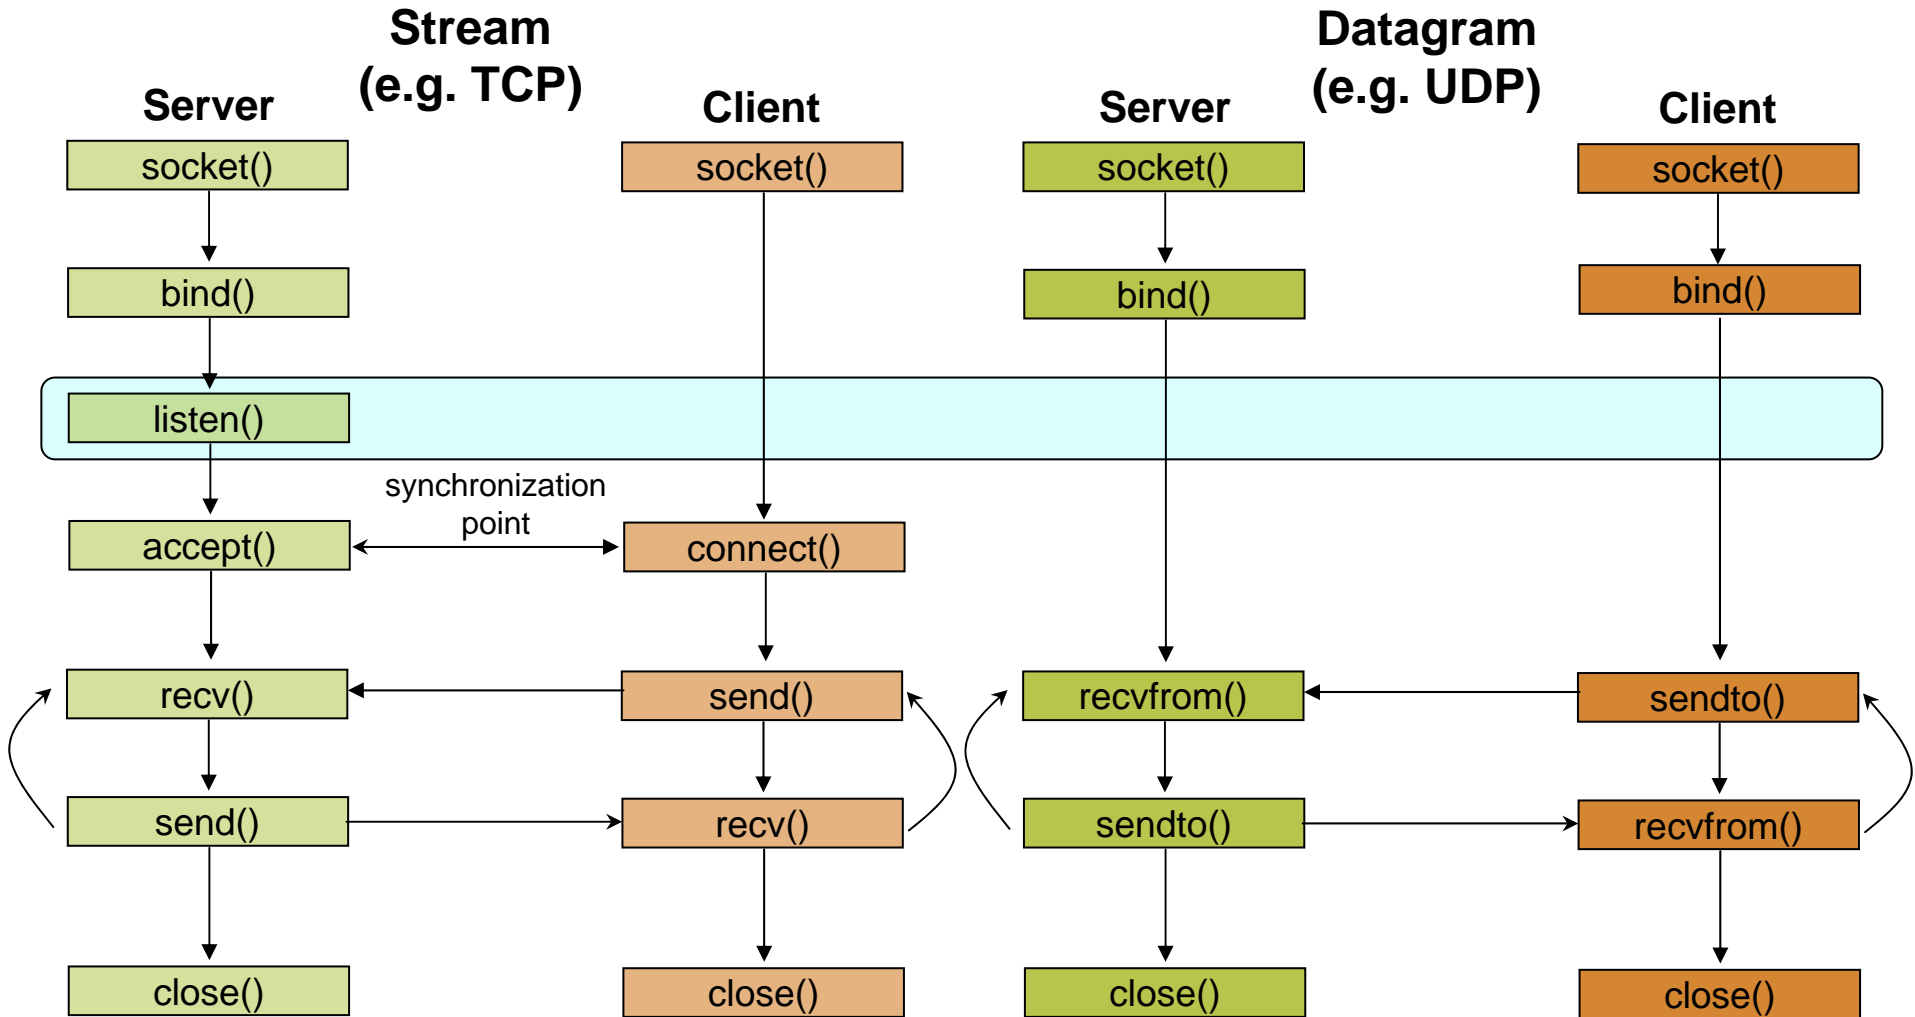 Stream
(e.g. TCP)
Server
Client
socket()
socket()
bind()
listen()
synchronization
point
accept()
connect()
recv()
send()
send()
recv()
close()
close()
Datagram
(e.g. UDP)
Server
Client
socket()
socket()
bind()
bind()
recvfrom()
sendto()
sendto()
recvfrom()
close()
close()